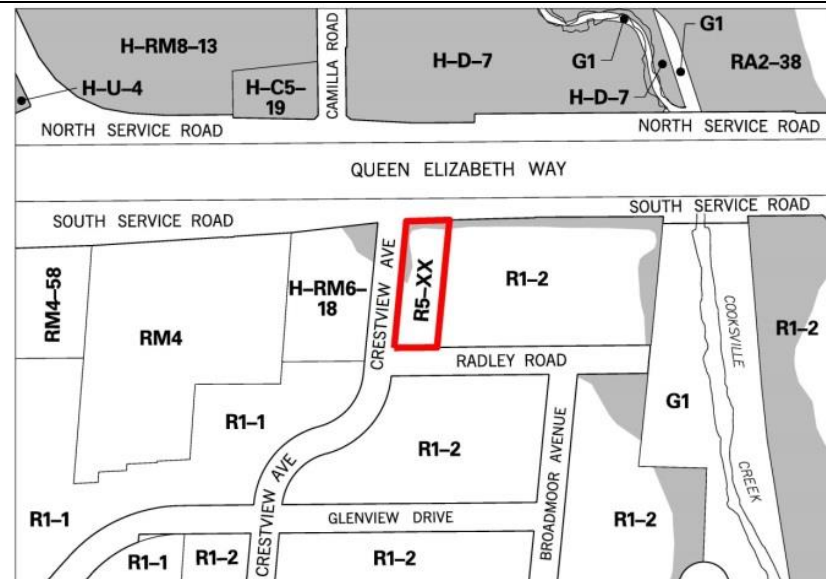 H-RM8-13
CAMILLA ROAD
H-D-7
G1
G1
RA2-38
H-U-4
H-C5-
19
H-D-7
NORTH SERVICE ROAD
NORTH SERVICE ROAD
QUEEN ELIZABETH WAY
SOUTH SERVICE ROAD
SOUTH SERVICE ROAD
RM4-58
RM4
H-RM6-
18
CRESTVIEW AVE
R5-XX
R1-2
COOKSVILLE
CREEK
R1-2
RADLEY ROAD
G1
R1-1
R1-2
BROADMOOR AVENUE
CRESTVIEW AVE
R1-1
GLENVIEW DRIVE
R1-2
R1-1
R1-2
R1-2